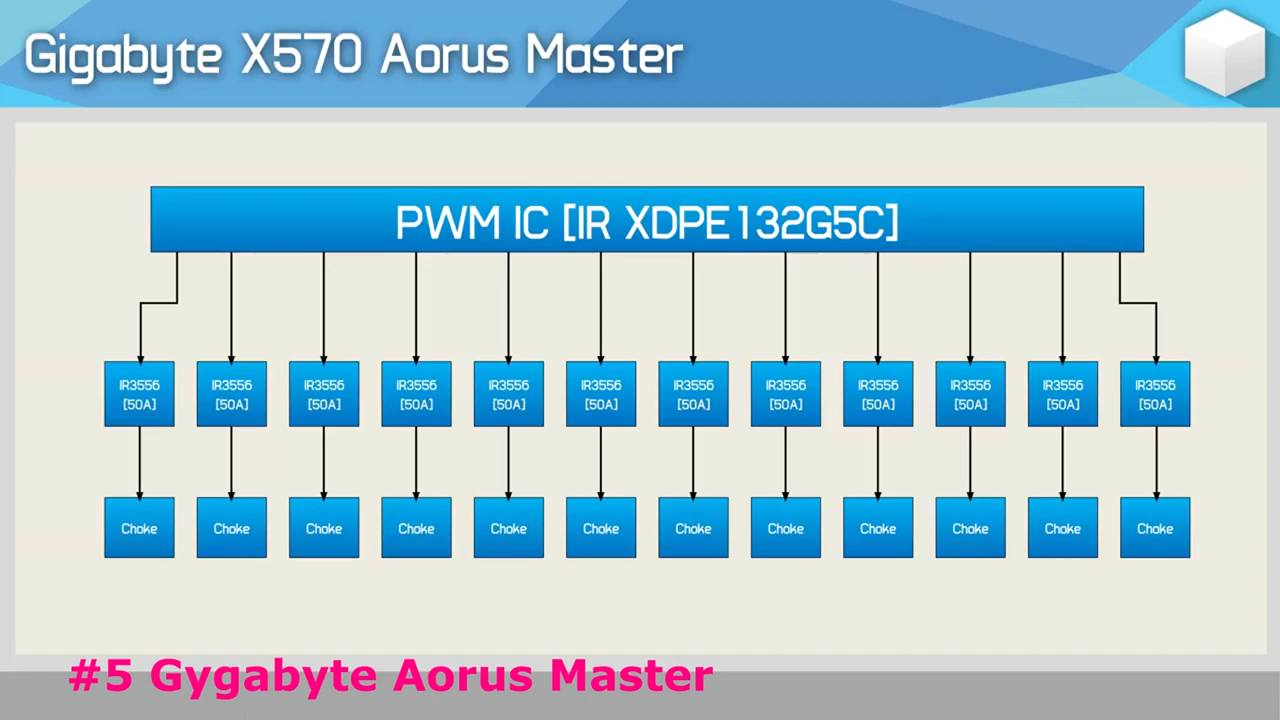 Gigabyte X570 Aorus Master
PWM IC [IR XDPE132G5C]
IR3556 IR3556 IR3556 IR3556 IR3556 IR3556 IR3556 IR3556 IR3556 IR3556 IR3556 IR3556
[50A] [50A] [50A] [50A] [50A] [50A] [50A] [50A] [50A] [50A] [50A] [50A]
Choke Choke Choke Choke Choke Choke Choke Choke Choke Choke Choke Choke
#5 Gygabyte Aorus Master